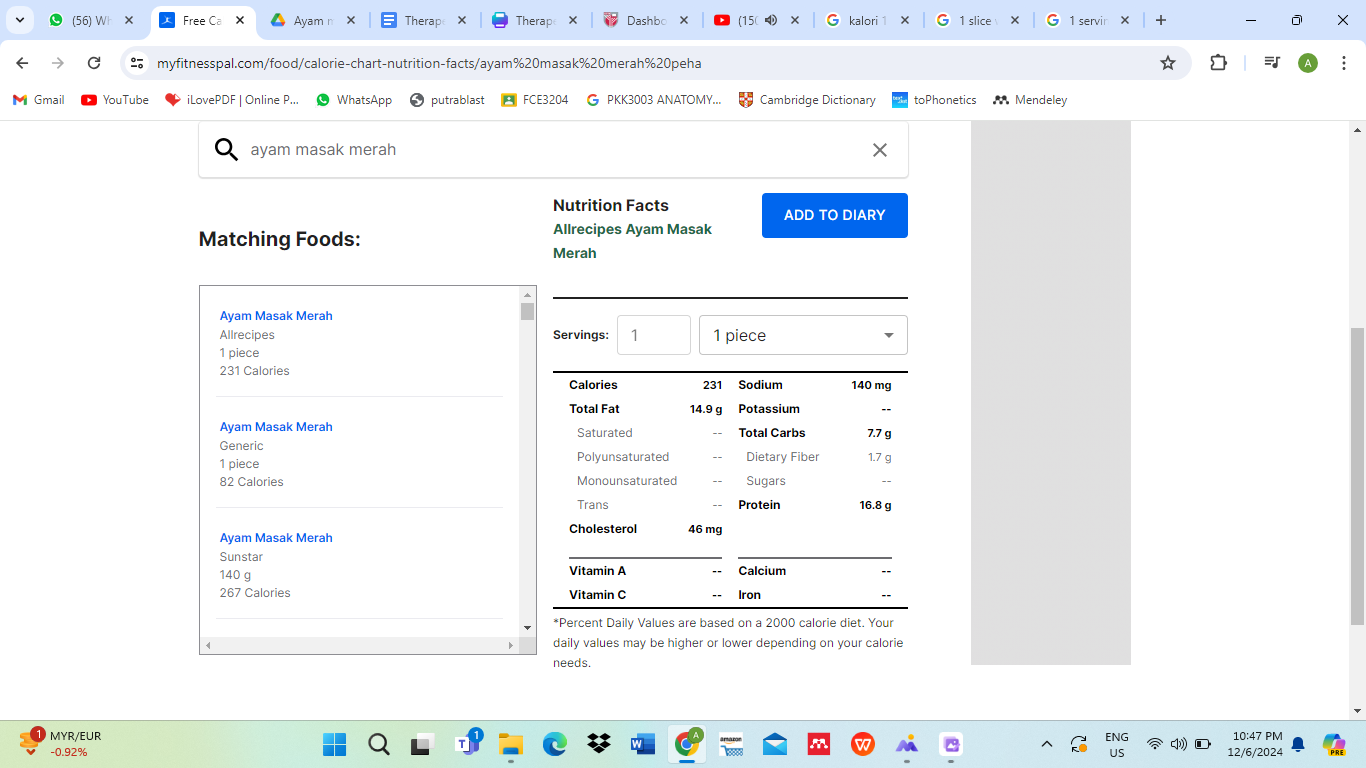 (56) Wh
Free Ca
Ayam n
Therape
Therape
Dashbo
(150
kalori 1
1 slice
1 servin
myfitnesspal.com/food/calorie-chart-nutrition-facts/ayam%20masak%20merah%20peha
A
Gmail
YouTube
iLovePDF | Online P...
WhatsApp
putrablast
FCE3204
PKK3003 ANATOMY...
Cambridge Dictionary
toPhonetics
Mendeley
ayam masak merah
Matching Foods:
Ayam Masak Merah
Allrecipes
1 piece
231 Calories
Ayam Masak Merah
Generic
1 piece
82 Calories
Ayam Masak Merah
Sunstar
140 g
267 Calories
Nutrition Facts
Allrecipes Ayam Masak
Merah
ADD TO DIARY
Servings: 1 1 piece
Calories 231 Sodium 140 mg
Total Fat 14.9 g Potassium --
Saturated -- Total Carbs 7.7 g
Polyunsaturated -- Dietary Fiber 1.7 g
Monounsaturated -- Sugars --
Trans -- Protein 16.8 g
Cholesterol 46 mg
Vitamin A -- Calcium --
Vitamin C -- Iron --
*Percent Daily Values are based on a 2000 calorie diet. Your
daily values may be higher or lower depending on your calorie
needs.
1
MYR/EUR
-0.92%
1
A
amazon
ENG
US
10:47 PM
12/6/2024
PRE